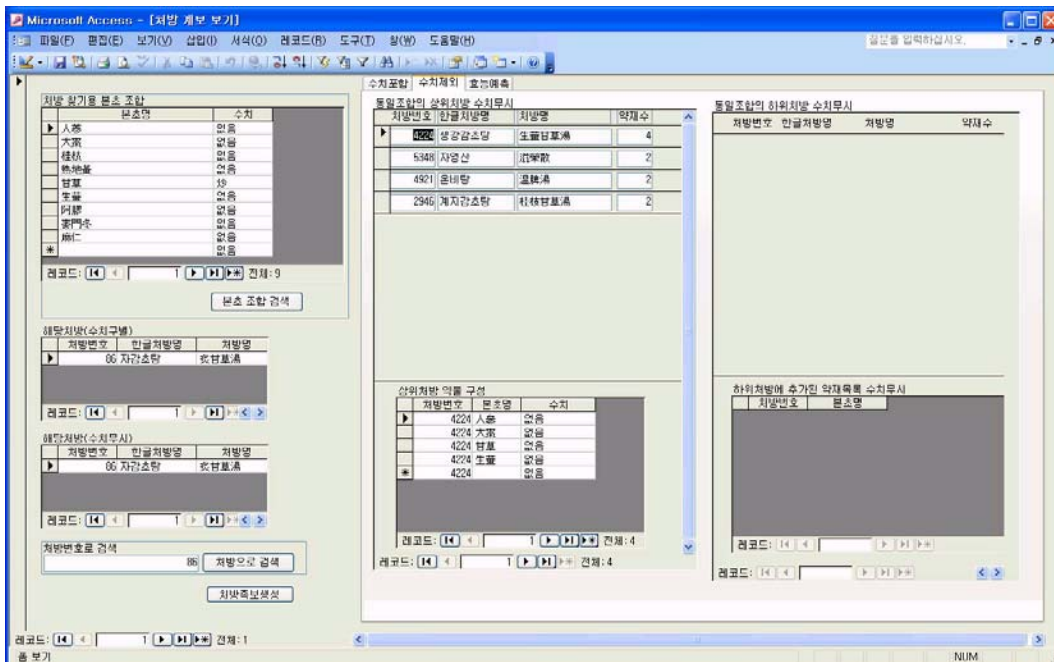 Microsoft Access - [처방 계보 보기]
파일(F) 편집(E) 보기(V) 삽입(I) 서식(O) 레코드(R) 도구(T) 창(W) 도움말(H)
질문을 입력하십시오.
수치포함 수치제외 효능예측
처방 찾기용 본초 조합
본초명 수치
人蔘 없음
大棗 없음
桂枝 없음
熟地黃 없음
甘草 炒
生薑 없음
阿膠 없음
麥門冬 없음
麻仁 없음
없음
레코드: 1 전체: 9
본초 조합 검색
해당처방(수치구별)
처방번호 한글처방명 처방명
86 자감초탕 炙甘草湯
레코드: 1
해당처방(수치무시)
처방번호 한글처방명 처방명
86 자감초탕 炙甘草湯
레코드: 1
처방번호로 검색
86 처방으로 검색
처방족보생성
동일조합의 상위처방 수치무시
처방번호 한글처방명 처방명 약재수
4224 생강감초탕 生薑甘草湯 4
5348 자영산 2
4921 온비탕 溫脾湯 2
2946 계지감초탕 桂枝甘草湯 2
상위처방 약물 구성
처방번호 본초명 수치
4224 人蔘 없음
4224 大棗 없음
4224 甘草 없음
4224 生薑 없음
4224 없음
레코드: 1 전체: 4
레코드: 1 전체: 4
동일조합의 하위처방 수치무시
처방번호 한글처방명 처방명 약재수
하위처방에 추가된 약재목록 수치무시
처방번호 본초명
레코드:
레코드:
레코드: 1 전체: 1
폼 보기 NUM